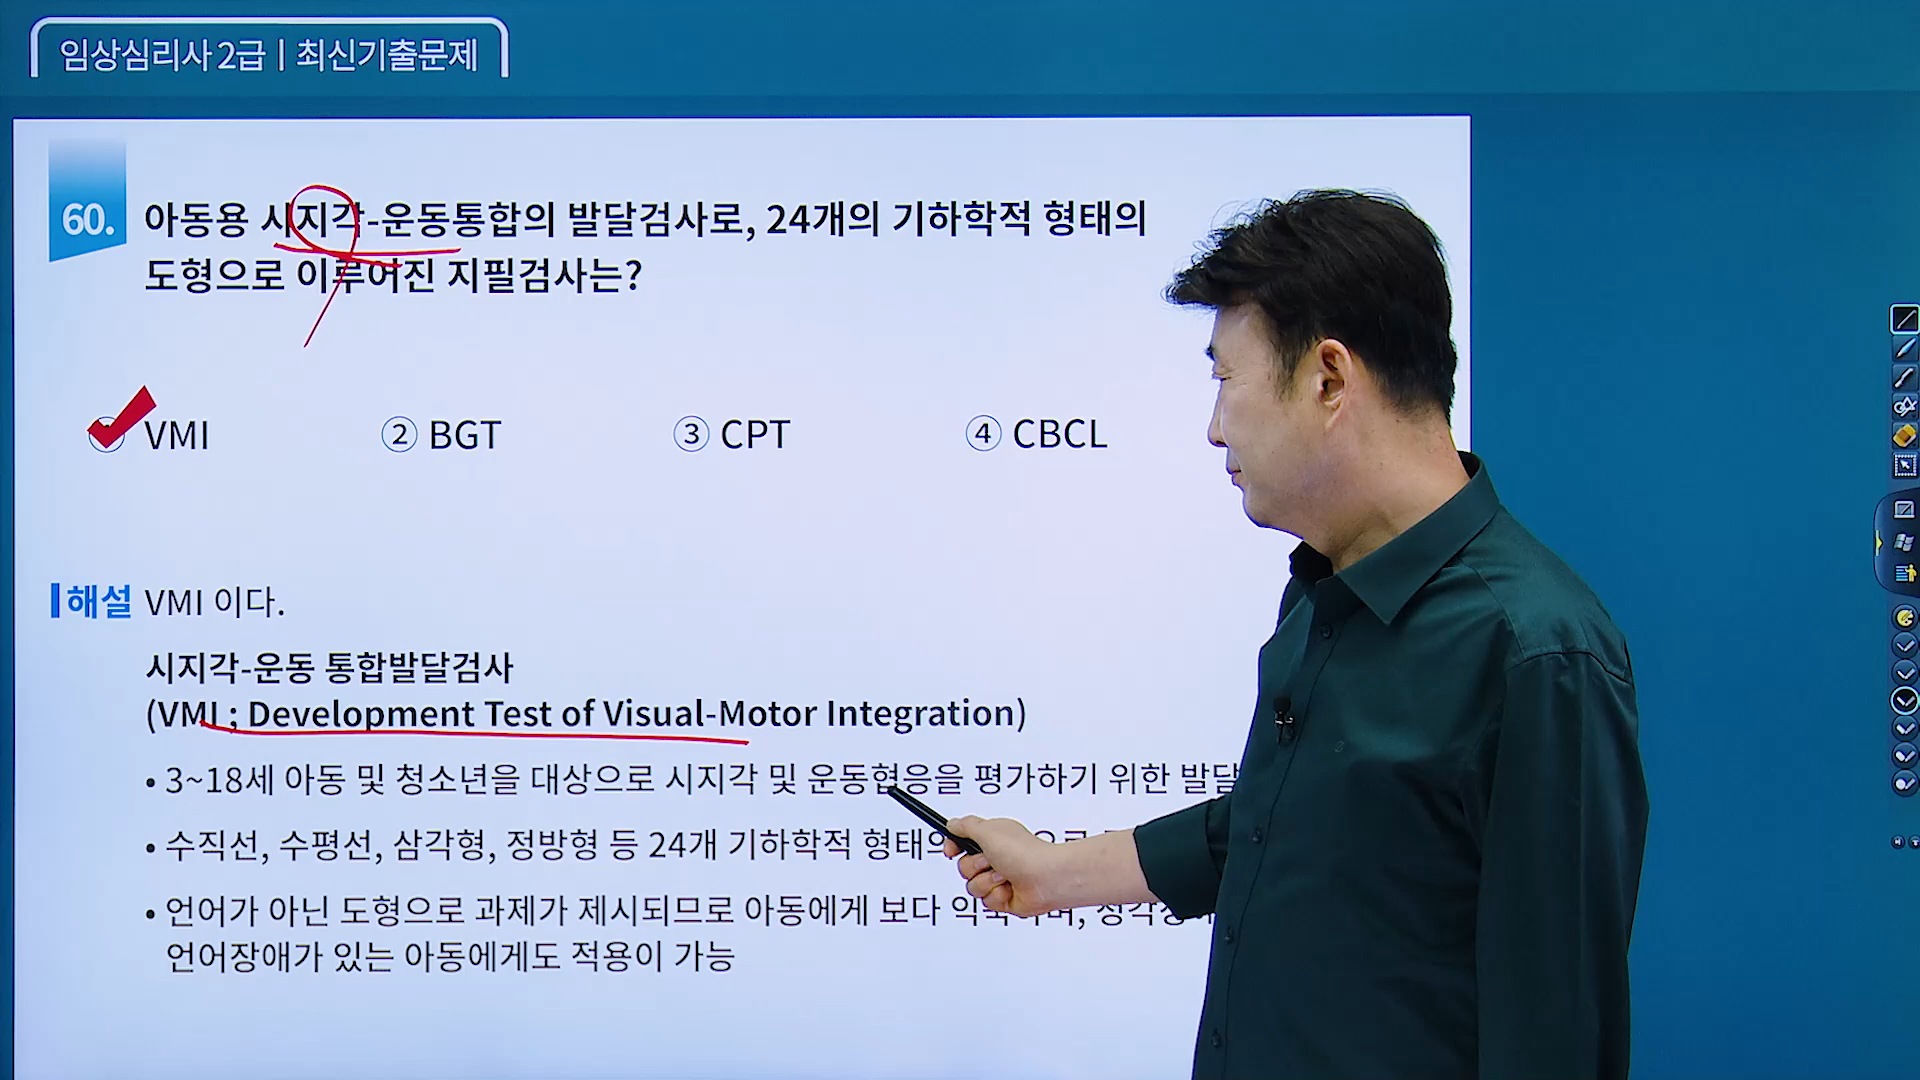 임상심리사 2급 | 최신기출문제
60. 아동용 시지각-운동통합의 발달검사로, 24개의 기하학적 형태의
도형으로 이루어진 지필검사는?
① VMI ② BGT ③ CPT ④ CBCL
해설 VMI 이다.
시지각-운동 통합발달검사
(VMI ; Development Test of Visual-Motor Integration)
• 3~18세 아동 및 청소년을 대상으로 시지각 및 운동협응을 평가하기 위한 발달
• 수직선, 수평선, 삼각형, 정방형 등 24개 기하학적 형태의
• 언어가 아닌 도형으로 과제가 제시되므로 아동에게 보다
언어장애가 있는 아동에게도 적용이 가능